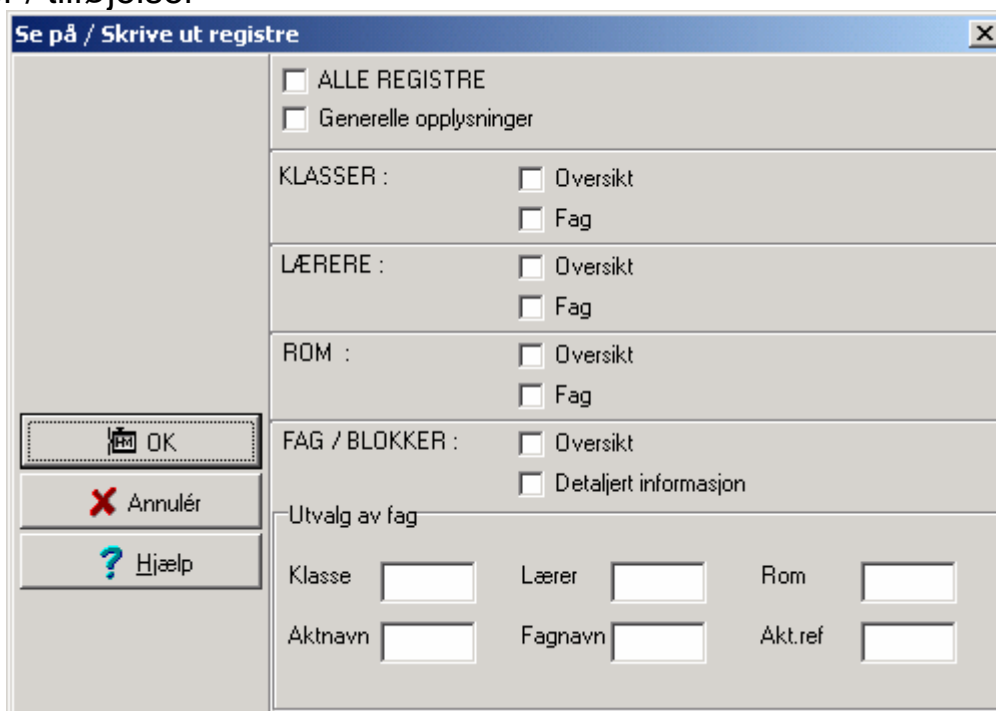 / tilføjelser
Se på / Skrive ut registre
ALLE REGISTRE
Generelle opplysninger
KLASSER :
Oversikt
Fag
LÆRERE :
Oversikt
Fag
ROM :
Oversikt
Fag
FAG / BLOKKER :
Oversikt
Detaljert informasjon
OK
Annulér
Hjælp
Utvalg av fag
Klasse Lærer Rom
Aktnavn Fagnavn Akt.ref